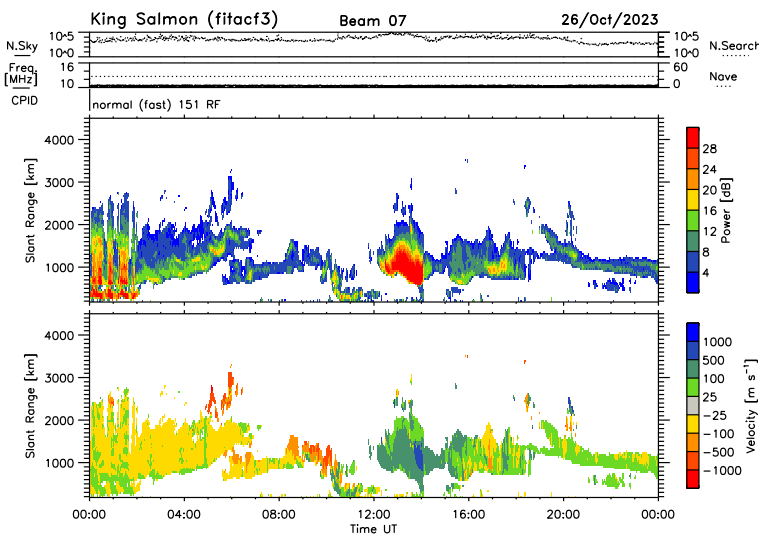 King Salmon (fitacf3) Beam 07 26/Oct/2023
N.Sky 10^5 10^0 10^5 10^0 N.Search
Freq [MHz] 16 10 60 0 Nave
CPID normal (fast) 151 RF
Slant Range [km]
4000
3000
2000
1000
28
24
20
16
12
8
4
Power [dB]
Slant Range [km]
4000
3000
2000
1000
1000
500
100
25
-25
-100
-500
-1000
Velocity [m s⁻¹]
00:00 04:00 08:00 12:00 16:00 20:00 00:00
Time UT